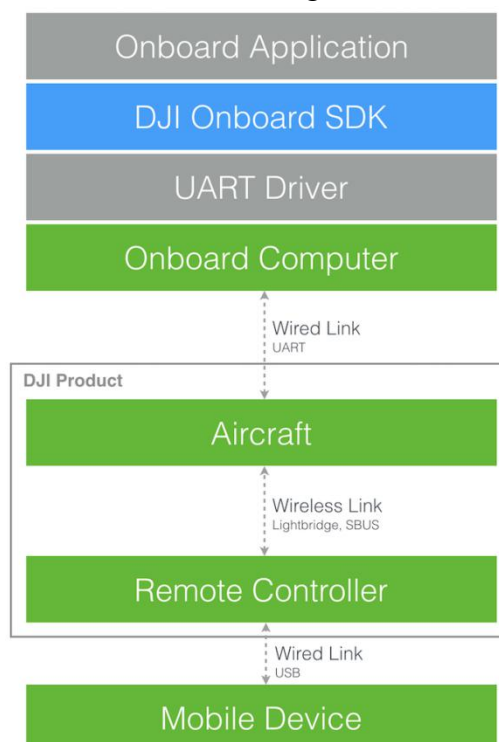 Onboard Application
DJI Onboard SDK
UART Driver
Onboard Computer
Wired Link
UART
DJI Product
Aircraft
Wireless Link
Lightbridge, SBUS
Remote Controller
Wired Link
USB
Mobile Device